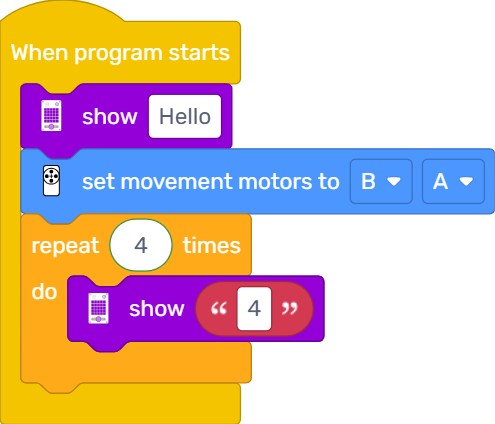 When program starts
show Hello
set movement motors to B A
repeat 4 times
do
show “ 4 ”